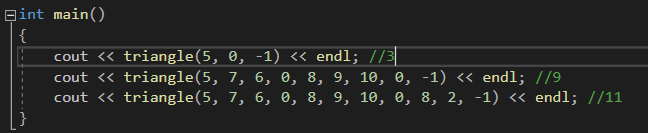 int main()
{
    cout << triangle(5, 0, -1) << endl; //3
    cout << triangle(5, 7, 6, 0, 8, 9, 10, 0, -1) << endl; //9
    cout << triangle(5, 7, 6, 0, 8, 9, 10, 0, 8, 2, -1) << endl; //11
}